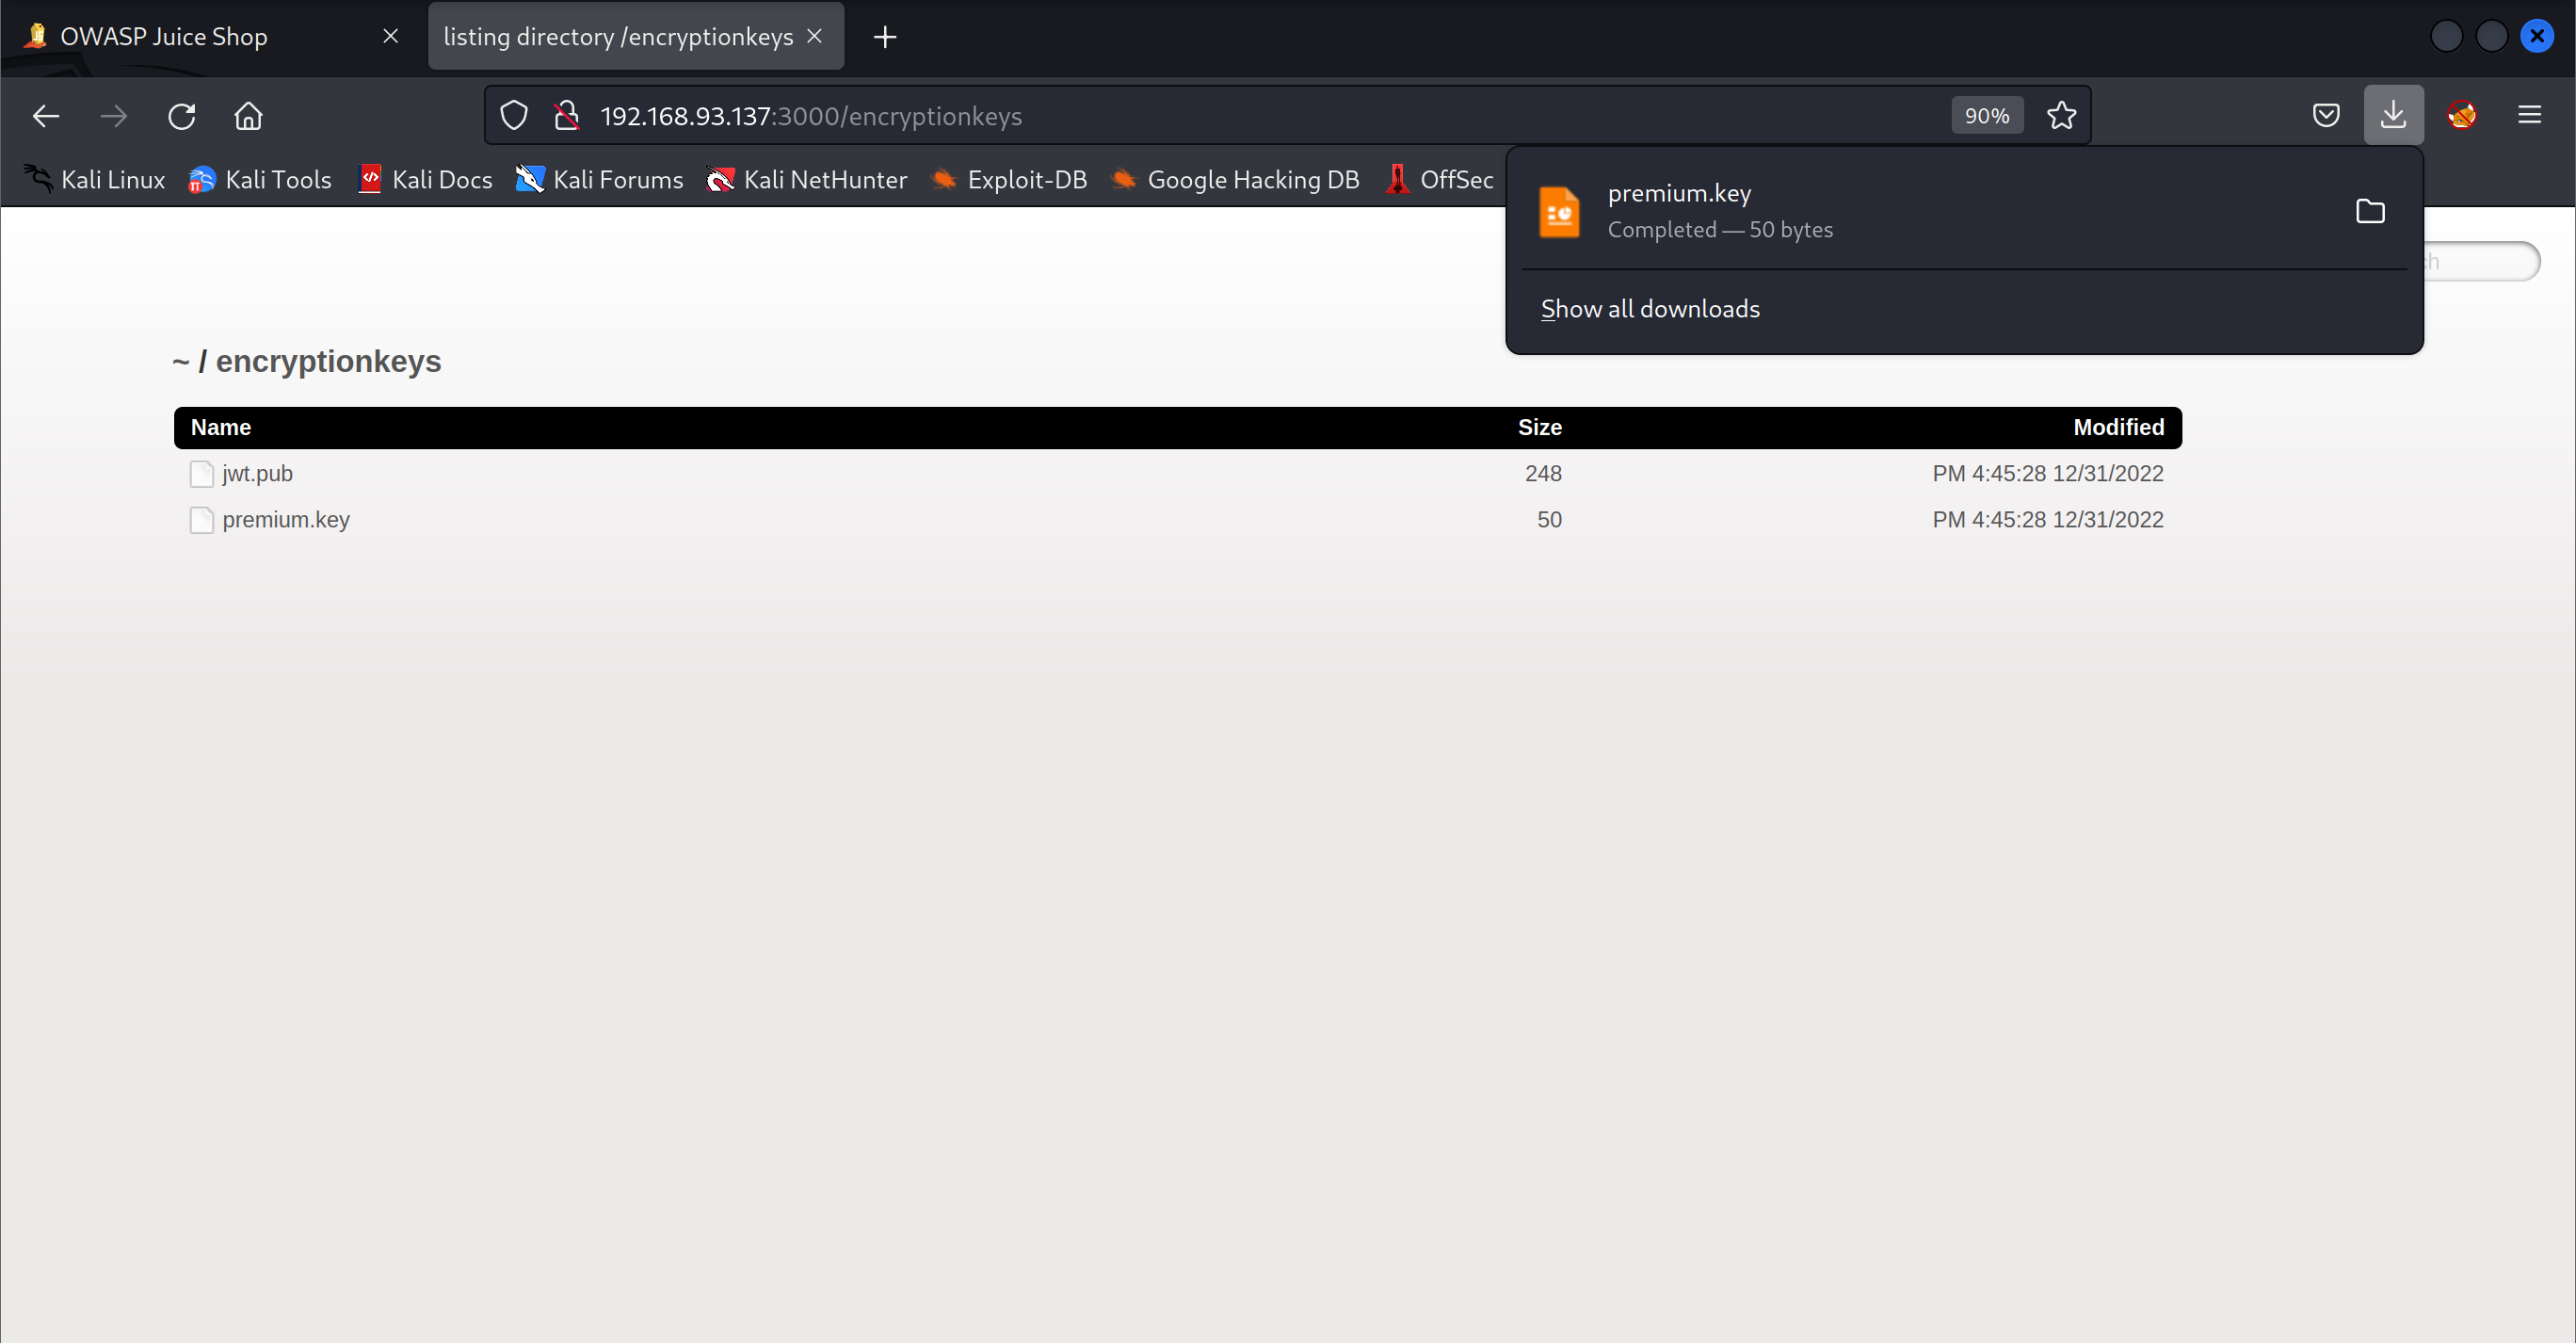 OWASP Juice Shop
listing directory /encryptionkeys
192.168.93.137:3000/encryptionkeys
90%
Kali Linux
Kali Tools
Kali Docs
Kali Forums
Kali NetHunter
Exploit-DB
Google Hacking DB
OffSec
premium.key
Completed — 50 bytes
Show all downloads
~ / encryptionkeys
Name Size Modified
jwt.pub 248 PM 4:45:28 12/31/2022
premium.key 50 PM 4:45:28 12/31/2022